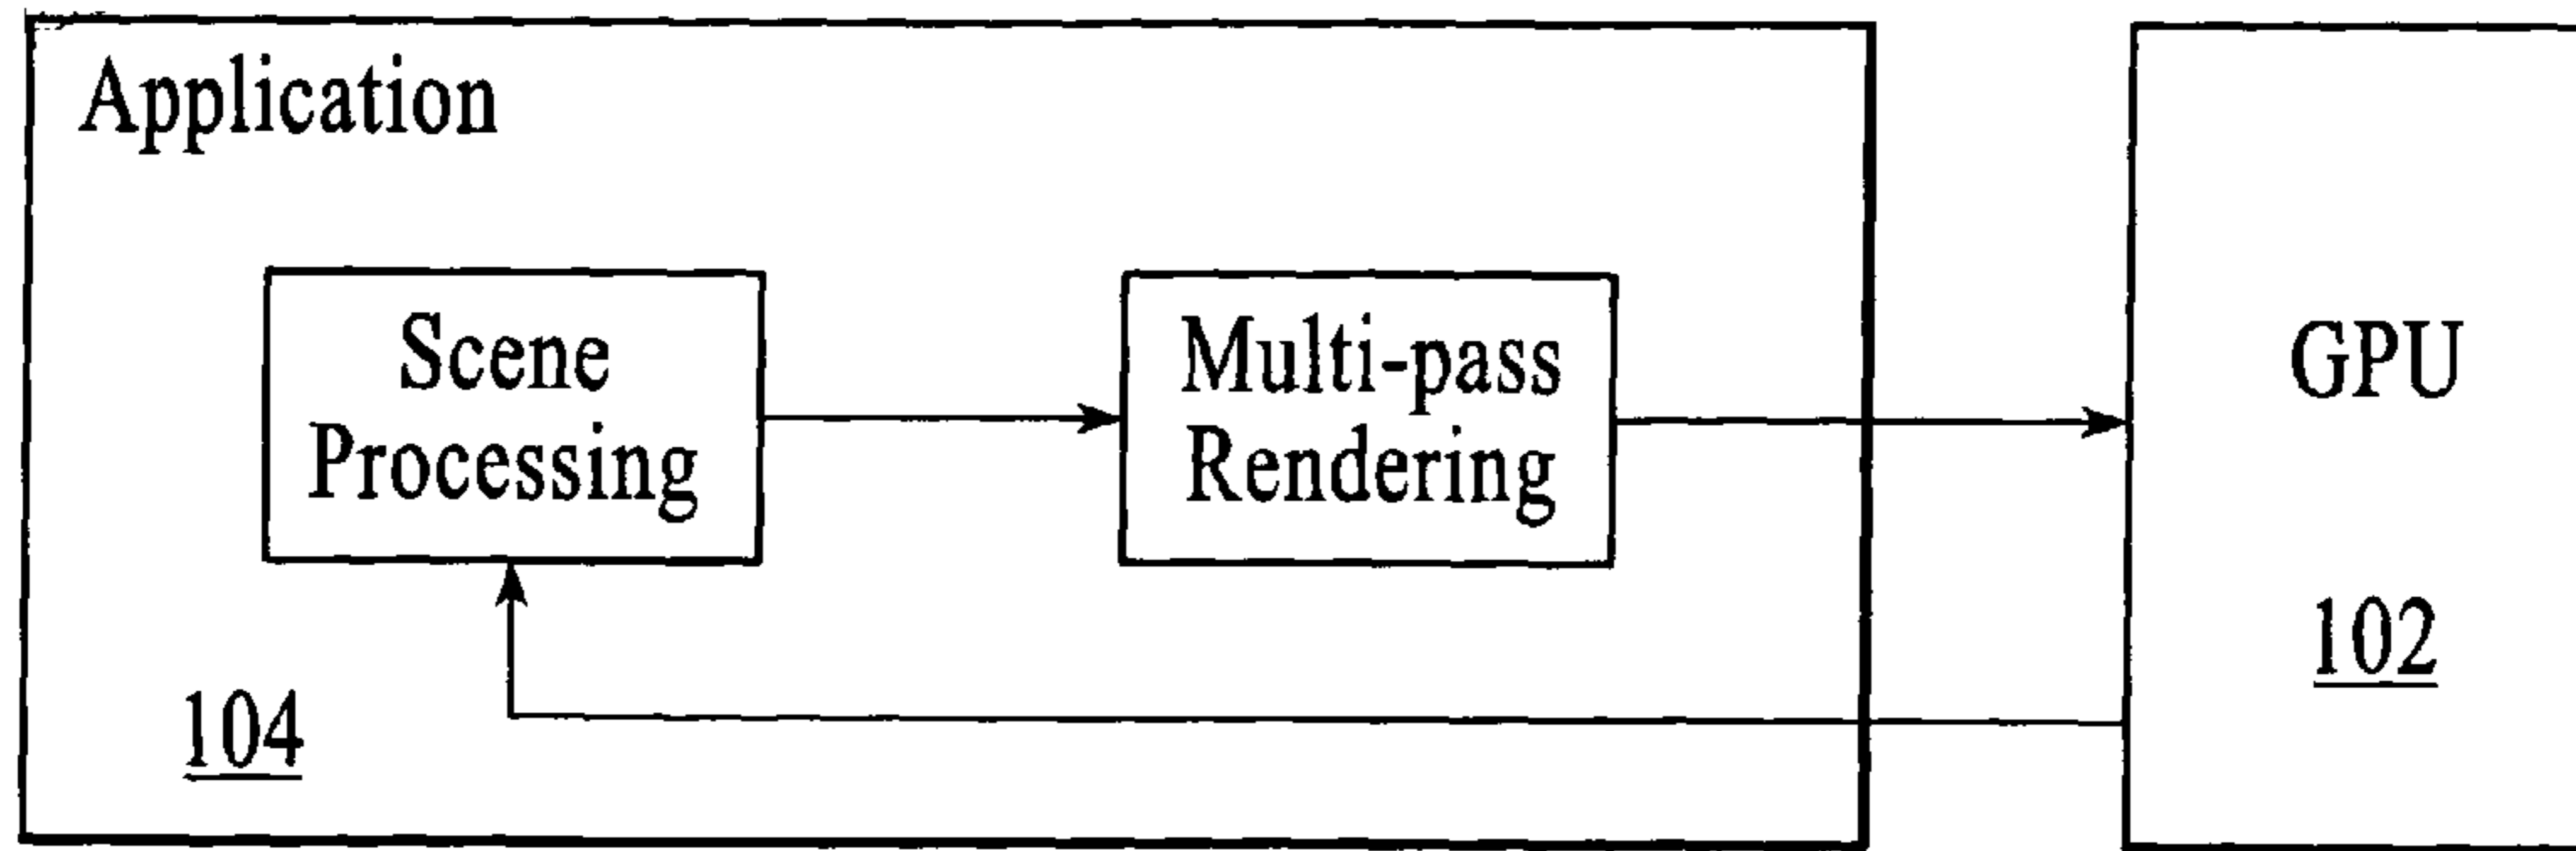 Application
Scene
Processing
Multi-pass
Rendering
GPU
102
104